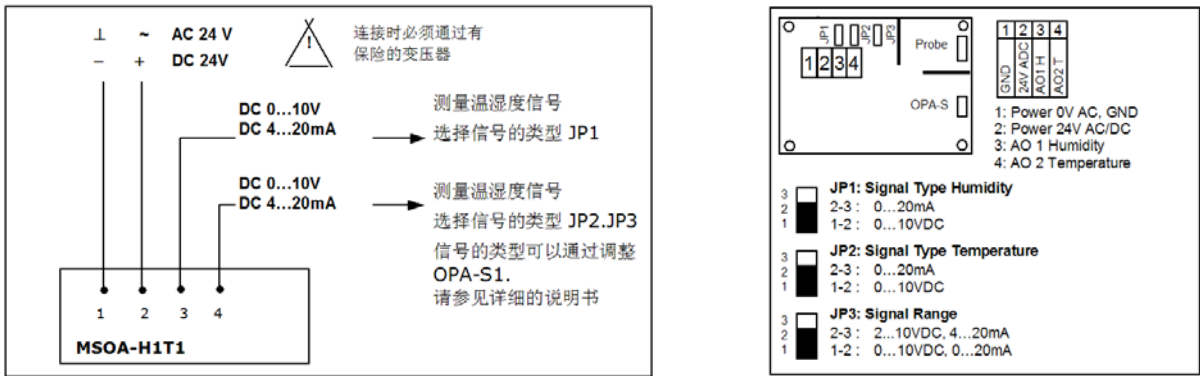 ⊥ ~ AC 24 V
− + DC 24V
!
连接时必须通过有
保险的变压器
DC 0...10V
DC 4...20mA
测量温湿度信号
选择信号的类型 JP1
DC 0...10V
DC 4...20mA
测量温湿度信号
选择信号的类型 JP2.JP3
信号的类型可以通过调整
OPA-S1.
请参见详细的说明书
1 2 3 4
MSOA-H1T1
JP1 JP2 JP3
Probe
1 2 3 4
OPA-S
1 2 3 4
GND
24V ADC
AO1 H
AO2 T
1: Power 0V AC, GND
2: Power 24V AC/DC
3: AO 1 Humidity
4: AO 2 Temperature
JP1: Signal Type Humidity
3
2 2-3 : 0...20mA
1 1-2 : 0...10VDC
JP2: Signal Type Temperature
3
2 2-3 : 0...20mA
1 1-2 : 0...10VDC
JP3: Signal Range
3
2 2-3 : 2...10VDC, 4...20mA
1 1-2 : 0...10VDC, 0...20mA